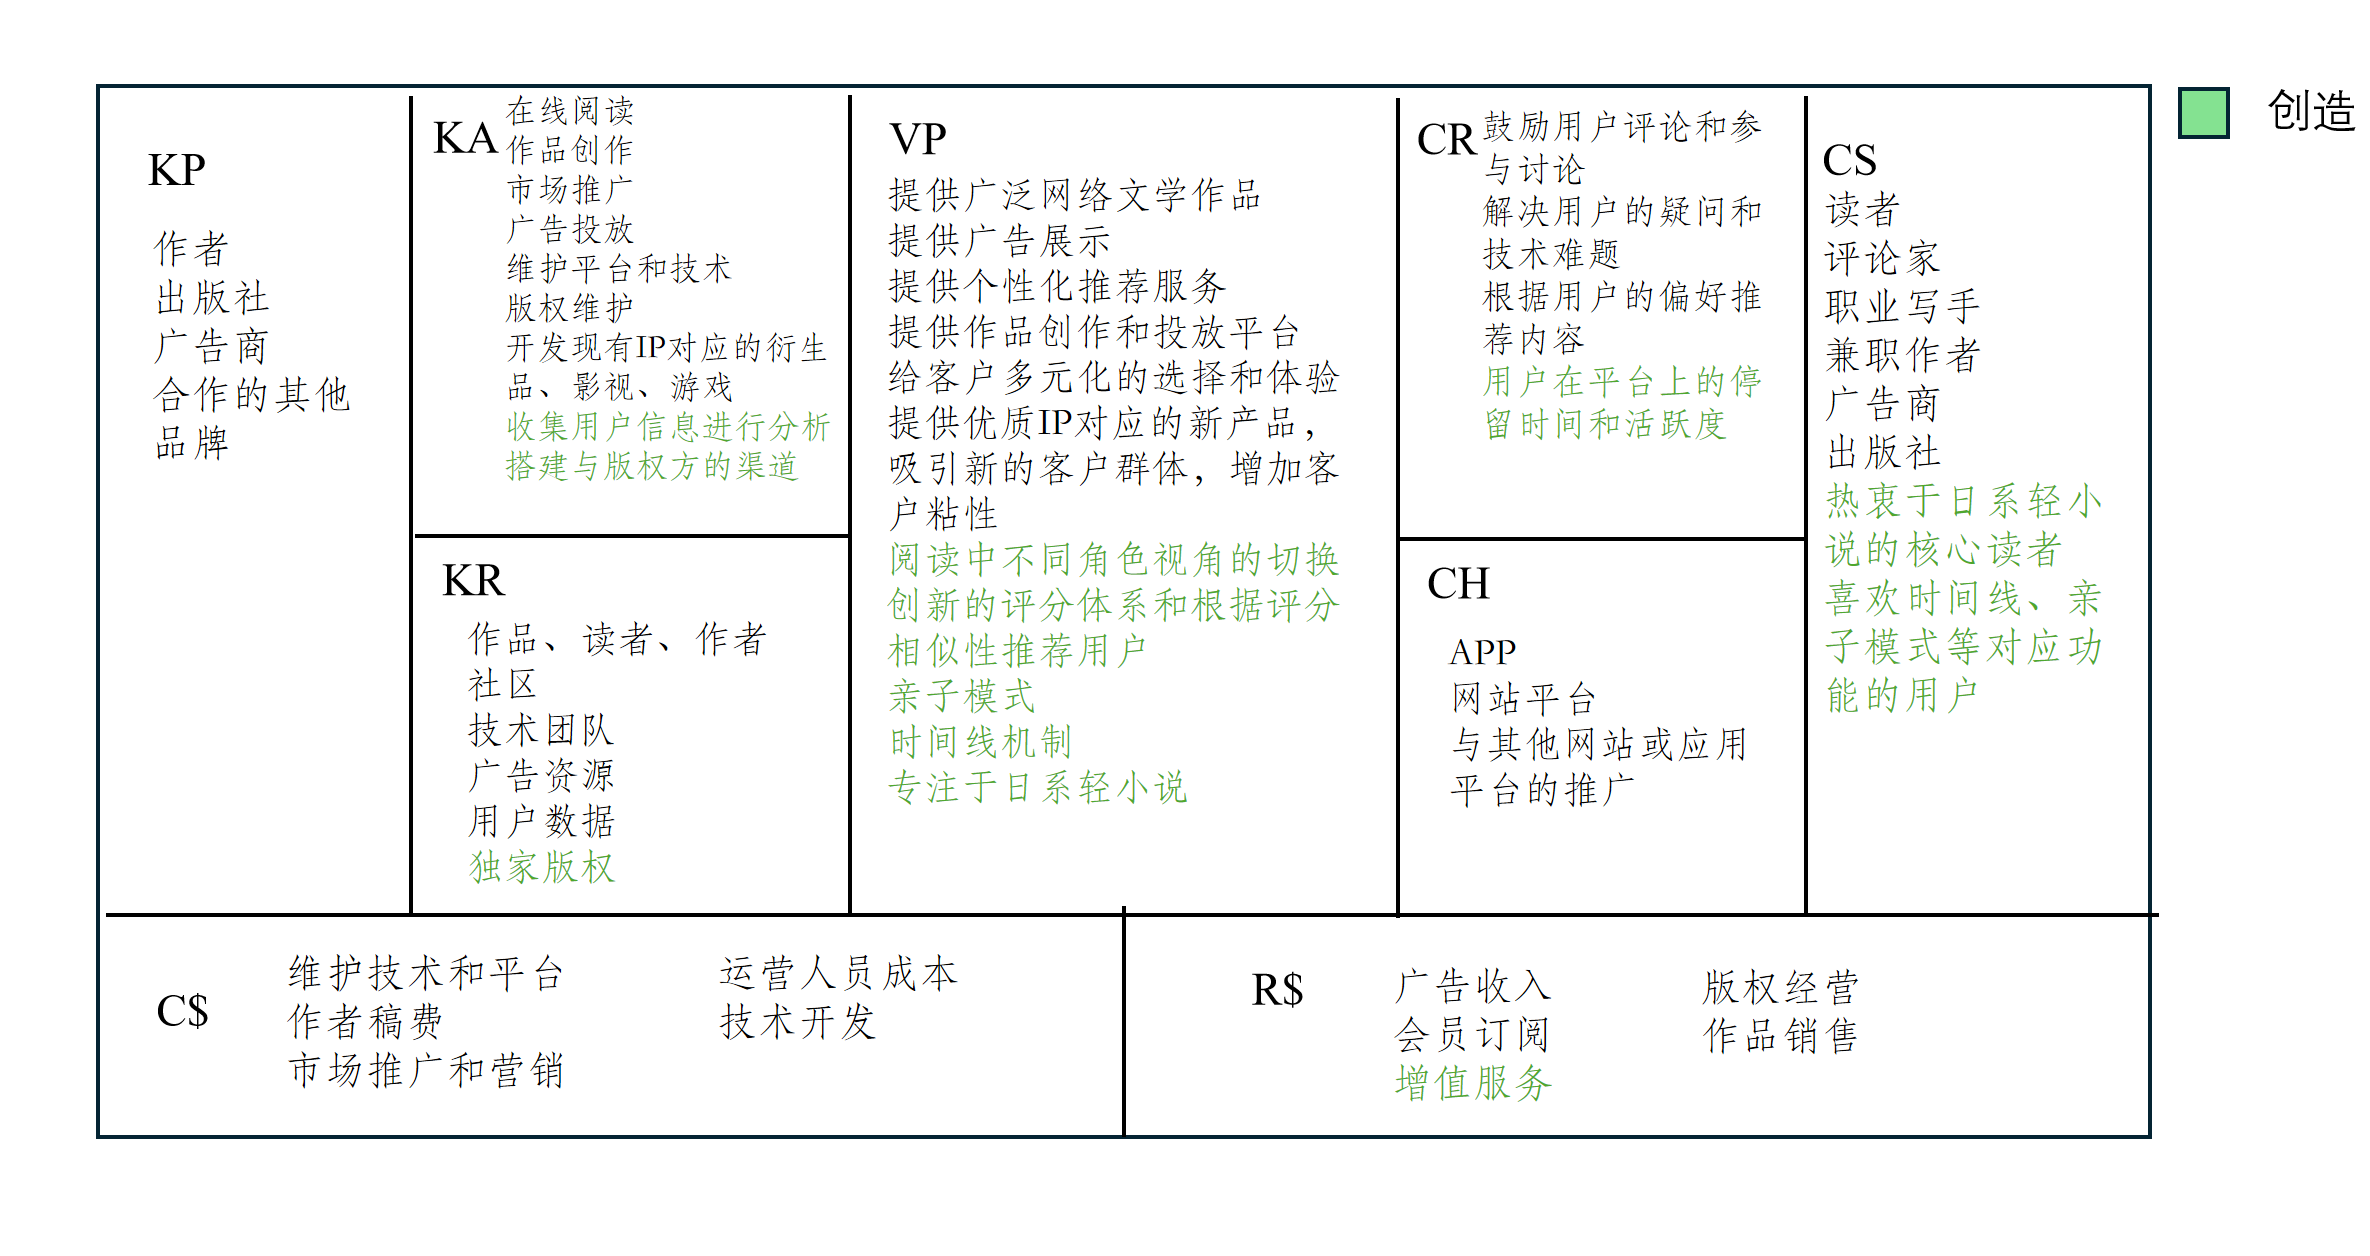 创造
KP
作者
出版社
广告商
合作的其他
品牌
KA
在线阅读
作品创作
市场推广
广告投放
维护平台和技术
版权维护
开发现有IP对应的衍生
品、影视、游戏
收集用户信息进行分析
搭建与版权方的渠道
KR
作品、读者、作者
社区
技术团队
广告资源
用户数据
独家版权
VP
提供广泛网络文学作品
提供广告展示
提供个性化推荐服务
提供作品创作和投放平台
给客户多元化的选择和体验
提供优质IP对应的新产品，
吸引新的客户群体，增加客
户粘性
阅读中不同角色视角的切换
创新的评分体系和根据评分
相似性推荐用户
亲子模式
时间线机制
专注于日系轻小说
CR
鼓励用户评论和参
与讨论
解决用户的疑问和
技术难题
根据用户的偏好推
荐内容
用户在平台上的停
留时间和活跃度
CH
APP
网站平台
与其他网站或应用
平台的推广
CS
读者
评论家
职业写手
兼职作者
广告商
出版社
热衷于日系轻小
说的核心读者
喜欢时间线、亲
子模式等对应功
能的用户
C$
维护技术和平台
作者稿费
市场推广和营销
运营人员成本
技术开发
R$
广告收入
会员订阅
增值服务
版权经营
作品销售